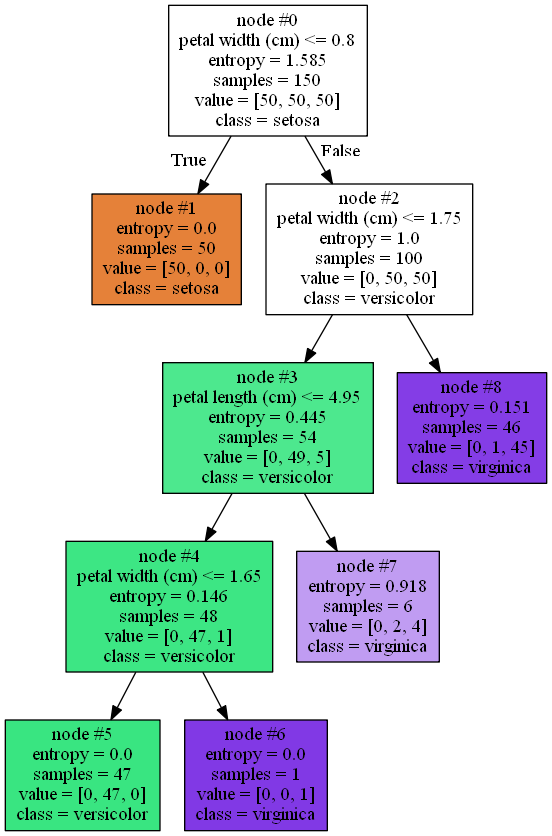 node #0
petal width (cm) <= 0.8
entropy = 1.585
samples = 150
value = [50, 50, 50]
class = setosa
True
False
node #1
entropy = 0.0
samples = 50
value = [50, 0, 0]
class = setosa
node #2
petal width (cm) <= 1.75
entropy = 1.0
samples = 100
value = [0, 50, 50]
class = versicolor
node #3
petal length (cm) <= 4.95
entropy = 0.445
samples = 54
value = [0, 49, 5]
class = versicolor
node #8
entropy = 0.151
samples = 46
value = [0, 1, 45]
class = virginica
node #4
petal width (cm) <= 1.65
entropy = 0.146
samples = 48
value = [0, 47, 1]
class = versicolor
node #7
entropy = 0.918
samples = 6
value = [0, 2, 4]
class = virginica
node #5
entropy = 0.0
samples = 47
value = [0, 47, 0]
class = versicolor
node #6
entropy = 0.0
samples = 1
value = [0, 0, 1]
class = virginica